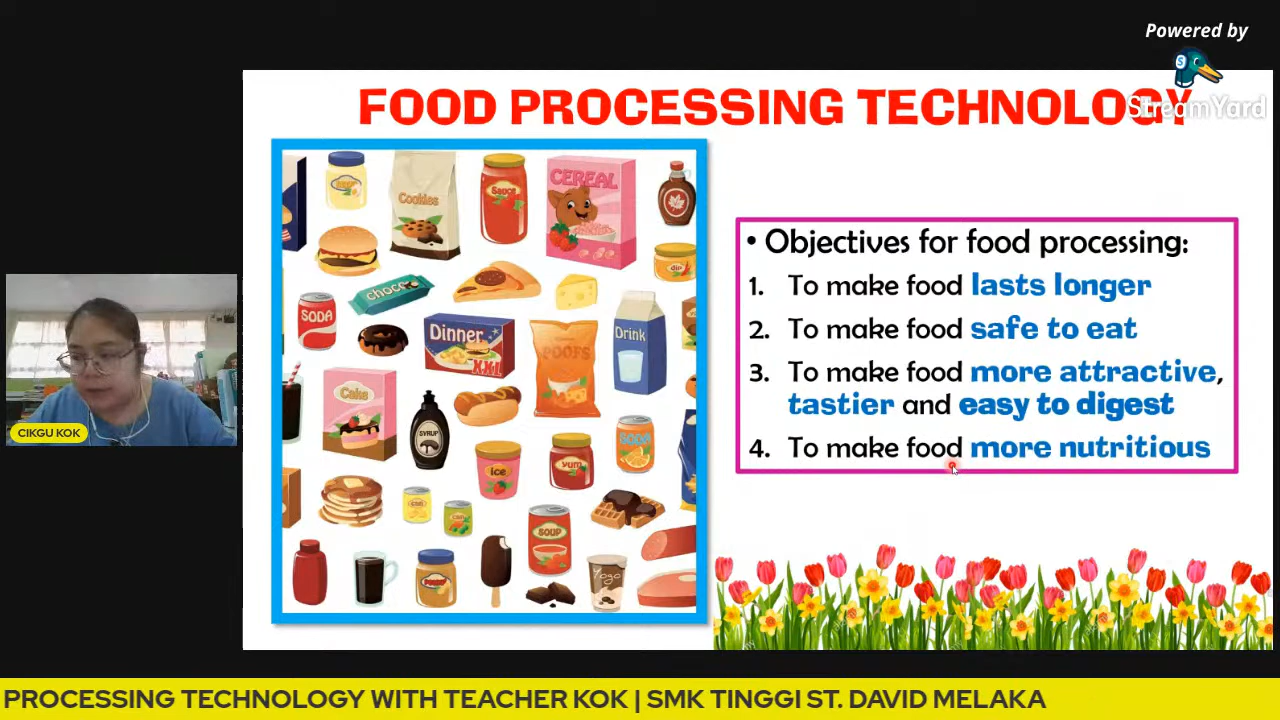 Powered by
StreamYard
FOOD PROCESSING TECHNOLOGY
Cookies
Sauce
CEREAL
choco
SODA
Dinner
XXL
POOFS
Drink
Cake
SYRUP
SODA
ice
yum
SOUP
Yogo
• Objectives for food processing:
1. To make food lasts longer
2. To make food safe to eat
3. To make food more attractive,
tastier and easy to digest
4. To make food more nutritious
CIKGU KOK
PROCESSING TECHNOLOGY WITH TEACHER KOK | SMK TINGGI ST. DAVID MELAKA